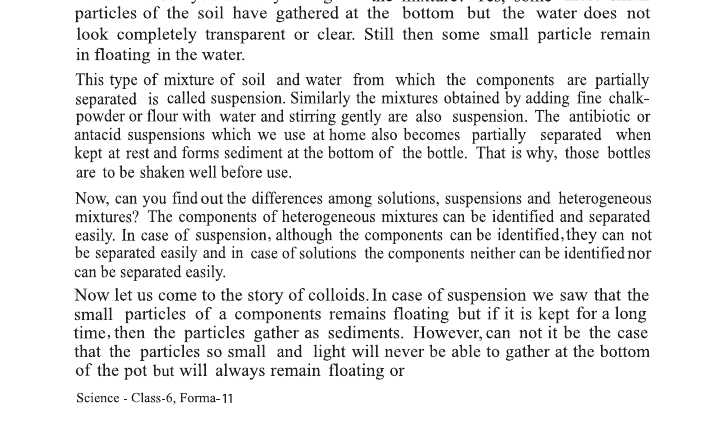 particles of the soil have gathered at the bottom but the water does not
look completely transparent or clear. Still then some small particle remain
in floating in the water.
This type of mixture of soil and water from which the components are partially
separated is called suspension. Similarly the mixtures obtained by adding fine chalk-
powder or flour with water and stirring gently are also suspension. The antibiotic or
antacid suspensions which we use at home also becomes partially separated when
kept at rest and forms sediment at the bottom of the bottle. That is why, those bottles
are to be shaken well before use.
Now, can you find out the differences among solutions, suspensions and heterogeneous
mixtures? The components of heterogeneous mixtures can be identified and separated
easily. In case of suspension, although the components can be identified, they can not
be separated easily and in case of solutions the components neither can be identified nor
can be separated easily.
Now let us come to the story of colloids. In case of suspension we saw that the
small particles of a components remains floating but if it is kept for a long
time, then the particles gather as sediments. However, can not it be the case
that the particles so small and light will never be able to gather at the bottom
of the pot but will always remain floating or
Science - Class-6, Forma-11